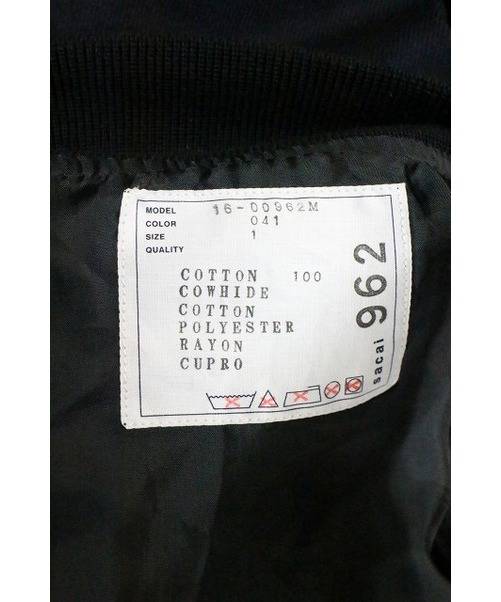 MODEL 16-00962M
COLOR 041
SIZE 1
QUALITY
COTTON 100
COWHIDE
COTTON
POLYESTER
RAYON
CUPRO
sacai 962